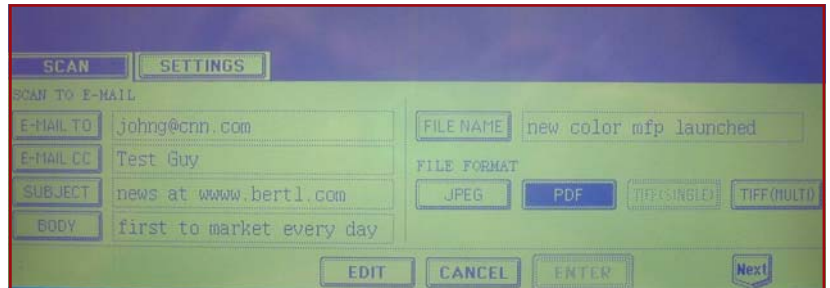 SCAN SETTINGS
SCAN TO E-MAIL
E-MAIL TO johng@cnn.com FILE NAME new color mfp launched
E-MAIL CC Test Guy
FILE FORMAT
SUBJECT news at wwww.bertl.com JPEG PDF TIFF(SINGLE) TIFF(MULTI)
BODY first to market every day
EDIT CANCEL ENTER Next